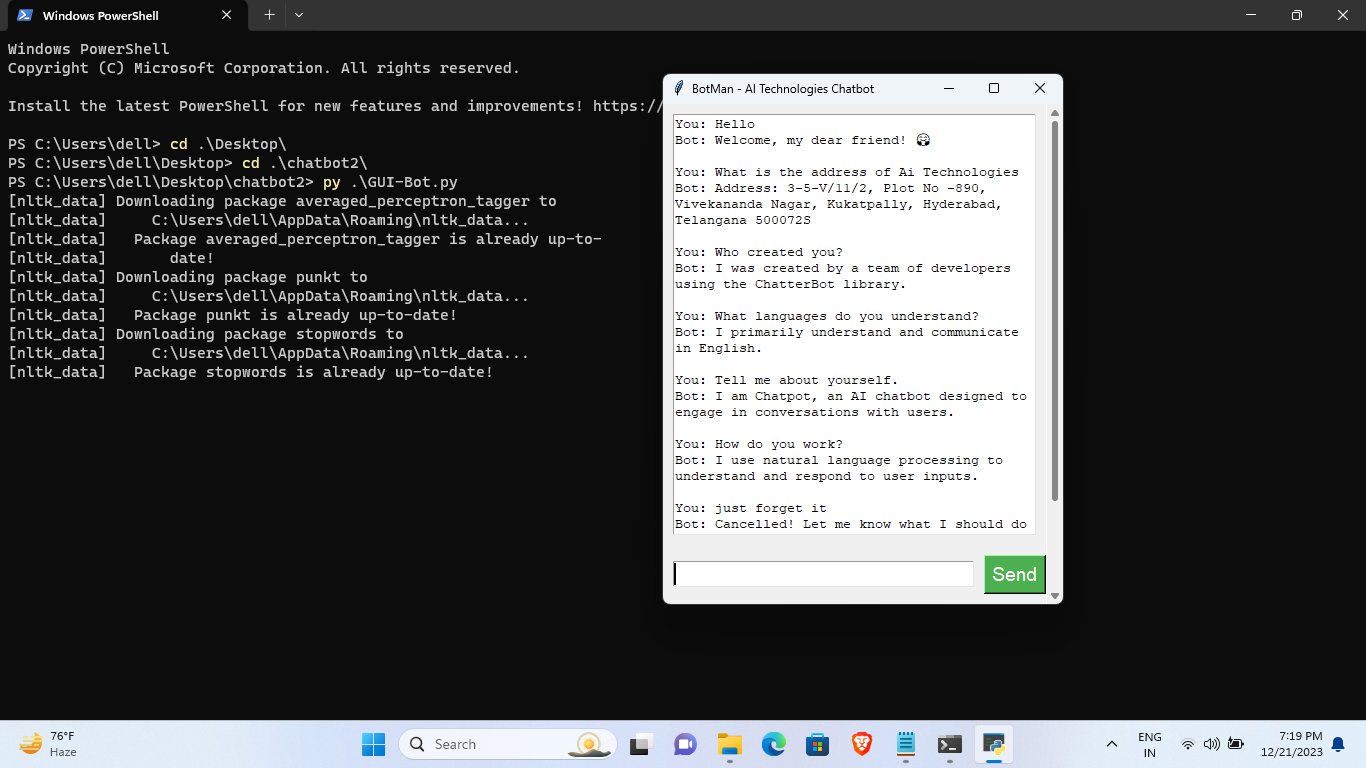 Windows PowerShell
Windows PowerShell
Copyright (C) Microsoft Corporation. All rights reserved.
Install the latest PowerShell for new features and improvements! https://
PS C:\Users\dell> cd .\Desktop\
PS C:\Users\dell\Desktop> cd .\chatbot2\
PS C:\Users\dell\Desktop\chatbot2> py .\GUI-Bot.py
[nltk_data] Downloading package averaged_perceptron_tagger to
[nltk_data]     C:\Users\dell\AppData\Roaming\nltk_data...
[nltk_data]   Package averaged_perceptron_tagger is already up-to-
[nltk_data]       date!
[nltk_data] Downloading package punkt to
[nltk_data]     C:\Users\dell\AppData\Roaming\nltk_data...
[nltk_data]   Package punkt is already up-to-date!
[nltk_data] Downloading package stopwords to
[nltk_data]     C:\Users\dell\AppData\Roaming\nltk_data...
[nltk_data]   Package stopwords is already up-to-date!
BotMan - AI Technologies Chatbot
You: Hello
Bot: Welcome, my dear friend! 🤗
You: What is the address of Ai Technologies
Bot: Address: 3-5-V/11/2, Plot No -890,
Vivekananda Nagar, Kukatpally, Hyderabad,
Telangana 500072S
You: Who created you?
Bot: I was created by a team of developers
using the ChatterBot library.
You: What languages do you understand?
Bot: I primarily understand and communicate
in English.
You: Tell me about yourself.
Bot: I am Chatpot, an AI chatbot designed to
engage in conversations with users.
You: How do you work?
Bot: I use natural language processing to
understand and respond to user inputs.
You: just forget it
Bot: Cancelled! Let me know what I should do
Send
76°F
Haze
Search
ENG
IN
7:19 PM
12/21/2023